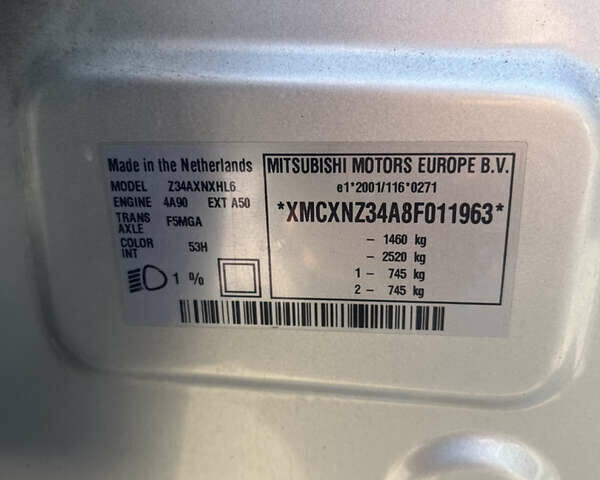 Made in the Netherlands
MODEL Z34AXNXHL6
ENGINE 4A90 EXT A50
TRANS AXLE F5MGA
COLOR INT 53H
1 %
MITSUBISHI MOTORS EUROPE B.V.
e1*2001/116*0271
*XMCXNZ34A8F011963*
– 1460 kg
– 2520 kg
1 – 745 kg
2 – 745 kg